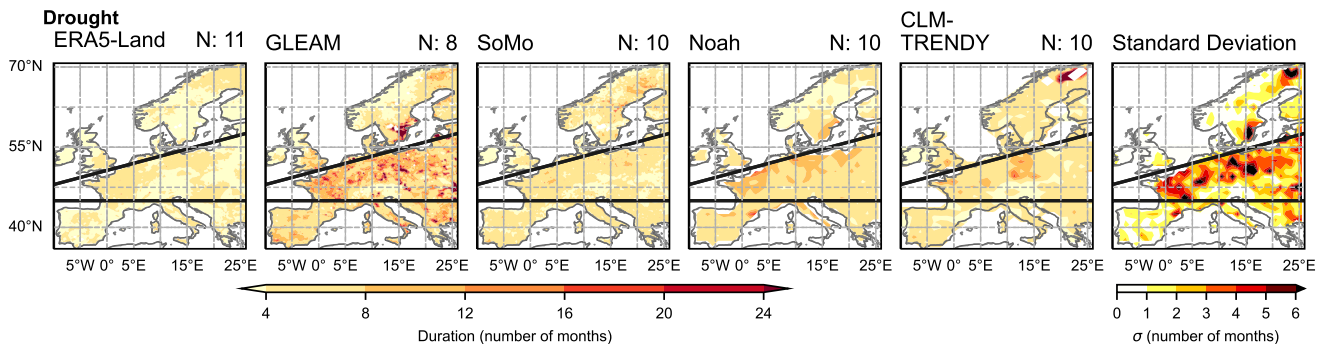 Drought
ERA5-Land N: 11
GLEAM N: 8
SoMo N: 10
Noah N: 10
CLM-
TRENDY N: 10
Standard Deviation
70°N
55°N
40°N
5°W 0° 5°E 15°E 25°E
5°W 0° 5°E 15°E 25°E
5°W 0° 5°E 15°E 25°E
5°W 0° 5°E 15°E 25°E
5°W 0° 5°E 15°E 25°E
5°W 0° 5°E 15°E 25°E
4 8 12 16 20 24
Duration (number of months)
0 1 2 3 4 5 6
σ (number of months)